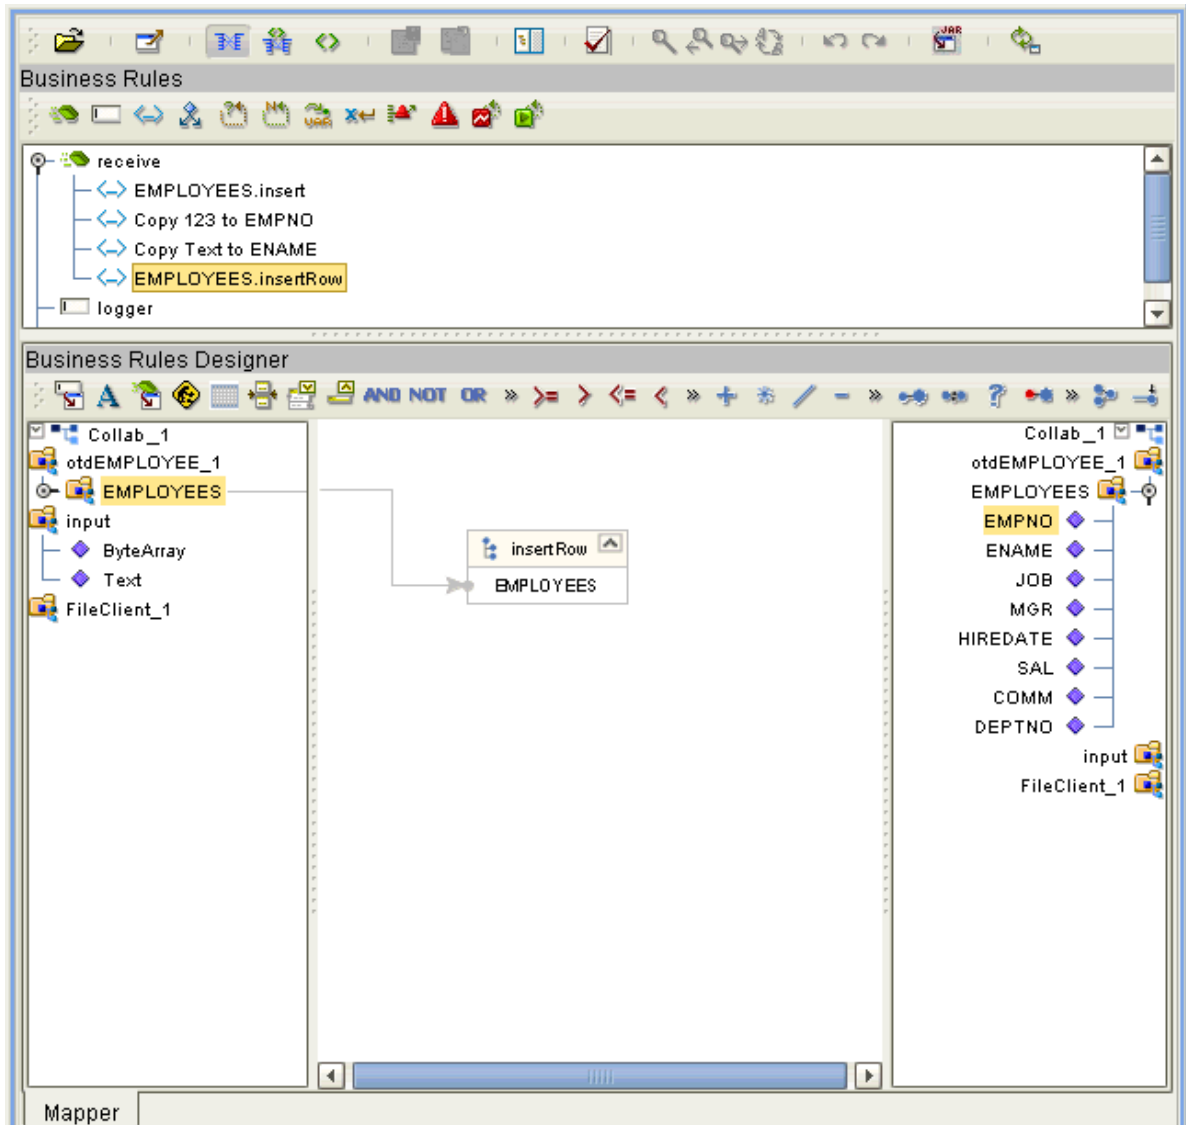 JAR
Business Rules
JAR
receive
EMPLOYEES.insert
Copy 123 to EMPNO
Copy Text to ENAME
EMPLOYEES.insertRow
logger
Business Rules Designer
A AND NOT OR » >= > <= < » + * / - » ? »
Collab_1
otdEMPLOYEE_1
EMPLOYEES
input
ByteArray
Text
FileClient_1
insertRow
EMPLOYEES
Collab_1
otdEMPLOYEE_1
EMPLOYEES
EMPNO
ENAME
JOB
MGR
HIREDATE
SAL
COMM
DEPTNO
input
FileClient_1
Mapper